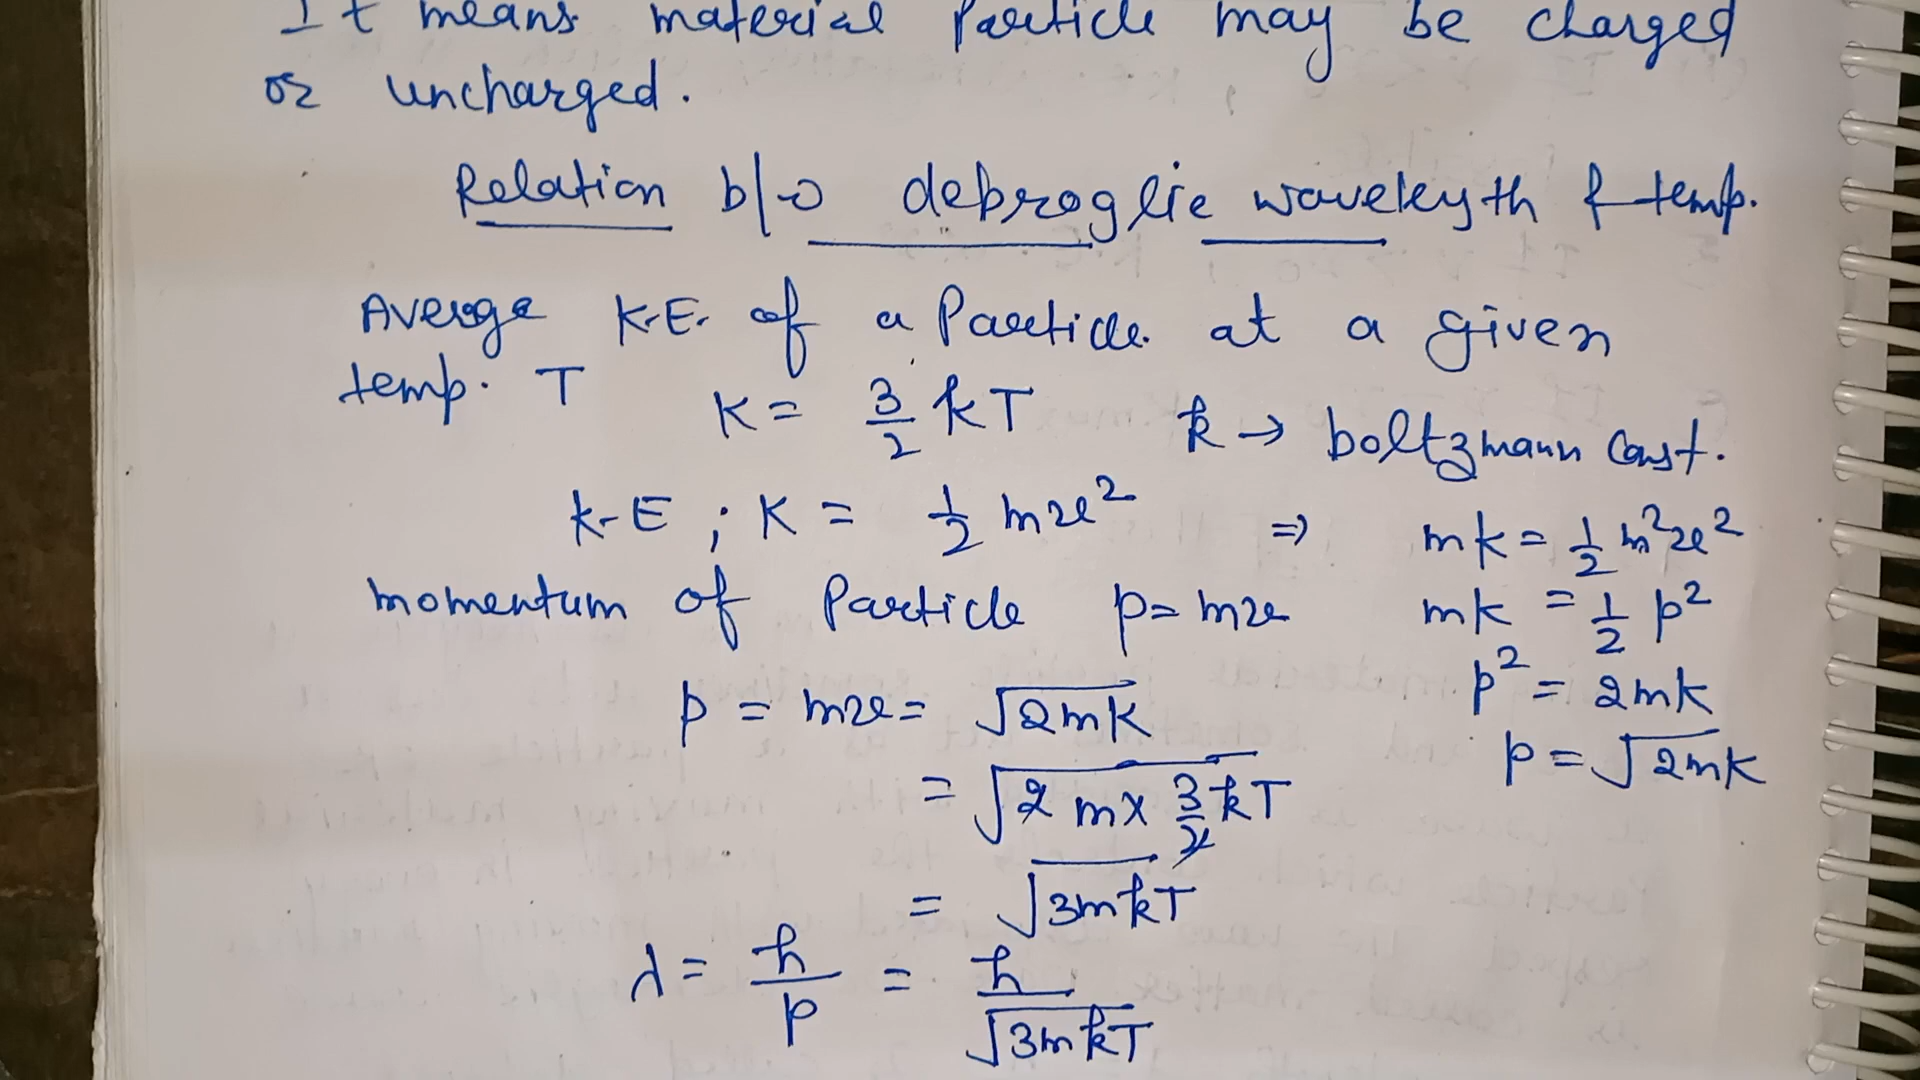 It means material Particle may be charged
or uncharged.
Relation b/w debroglie wavelength & temp.
Averge K.E. of a Particle at a given
temp. T
K = 3/2 kT k → boltzmann Const.
K-E ; K = 1/2 mv² ⇒ mk = 1/2 m²v²
momentum of Particle p = mv mk = 1/2 p²
p² = 2mk
p = mv = √2mK p = √2mK
= √2 m x 3/2 kT
= √3mkT
λ = h/p = h/√3mkT